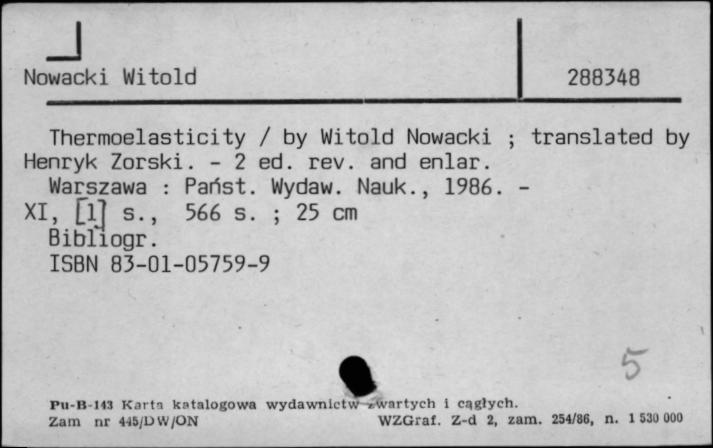 Nowacki Witold
288348
Thermoelasticity / by Witold Nowacki ; translated by
Henryk Zorski. - 2 ed. rev. and enlar.
Warszawa : Państ. Wydaw. Nauk., 1986. -
XI, [1] s., 566 s. ; 25 cm
Bibliogr.
ISBN 83-01-05759-9
5
Pu-B-143 Karta katalogowa wydawnictw zwartych i cągłych.
Zam nr 445/DW/ON WZGraf. Z-d 2, zam. 254/86, n. 1 530 000